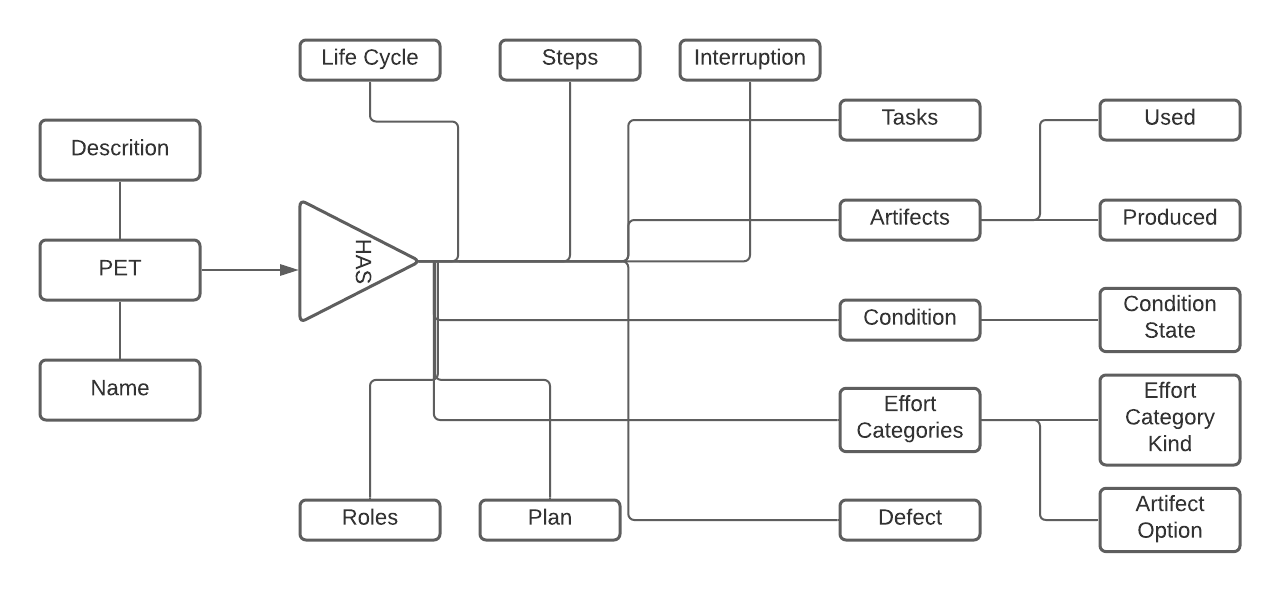 Life Cycle
Steps
Interruption
Tasks
Used
Descrition
Artifects
Produced
PET
HAS
Condition
Condition
State
Name
Effort
Categories
Effort
Category
Kind
Roles
Plan
Defect
Artifect
Option